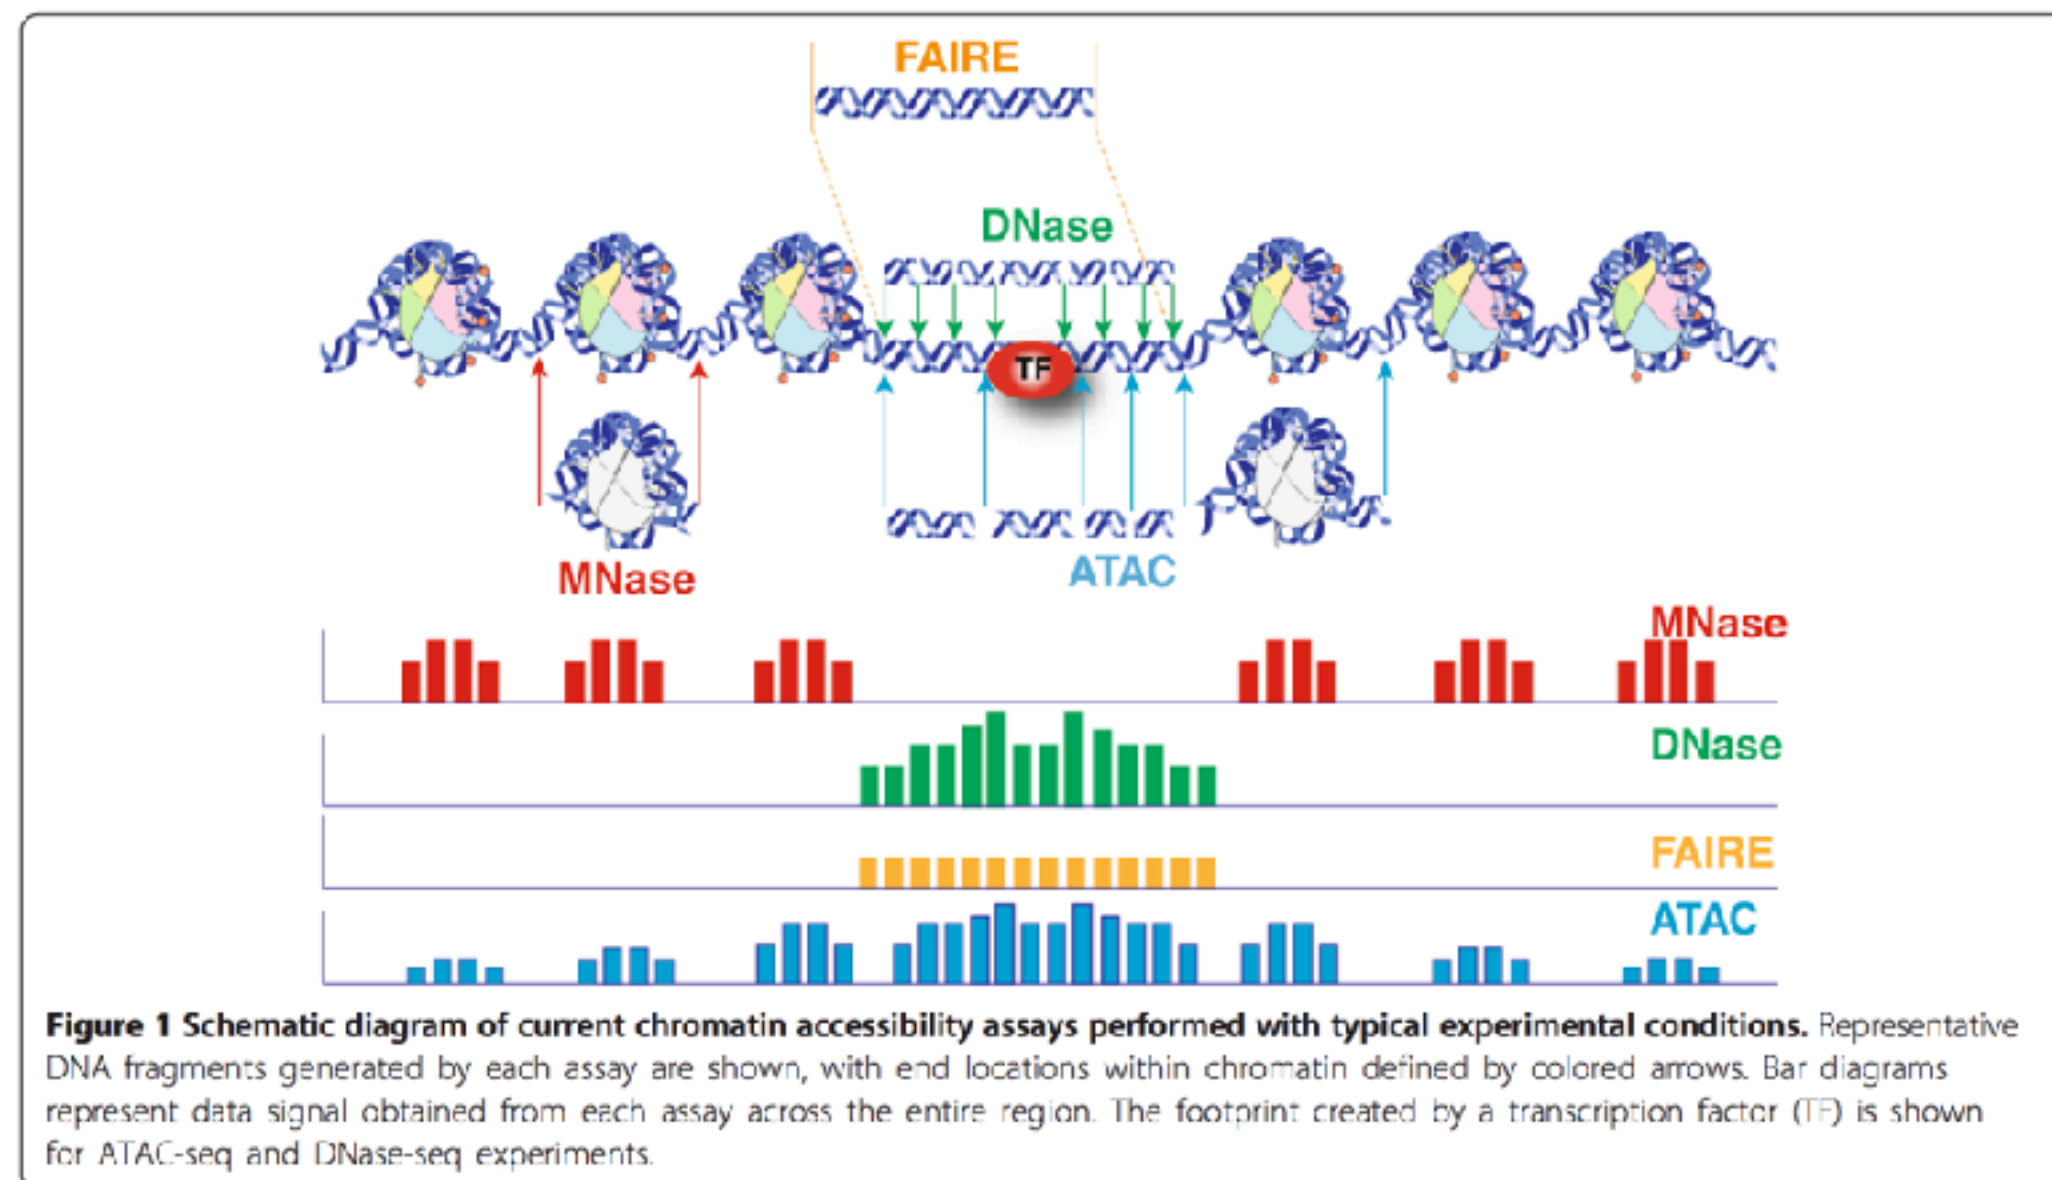 FAIRE
DNase
TF
MNase
ATAC
MNase
DNase
FAIRE
ATAC
Figure 1 Schematic diagram of current chromatin accessibility assays performed with typical experimental conditions. Representative
DNA fragments generated by each assay are shown, with end locations within chromatin defined by colored arrows. Bar diagrams
represent data signal obtained from each assay across the entire region. The footprint created by a transcription factor (TF) is shown
for ATAC-seq and DNase-seq experiments.